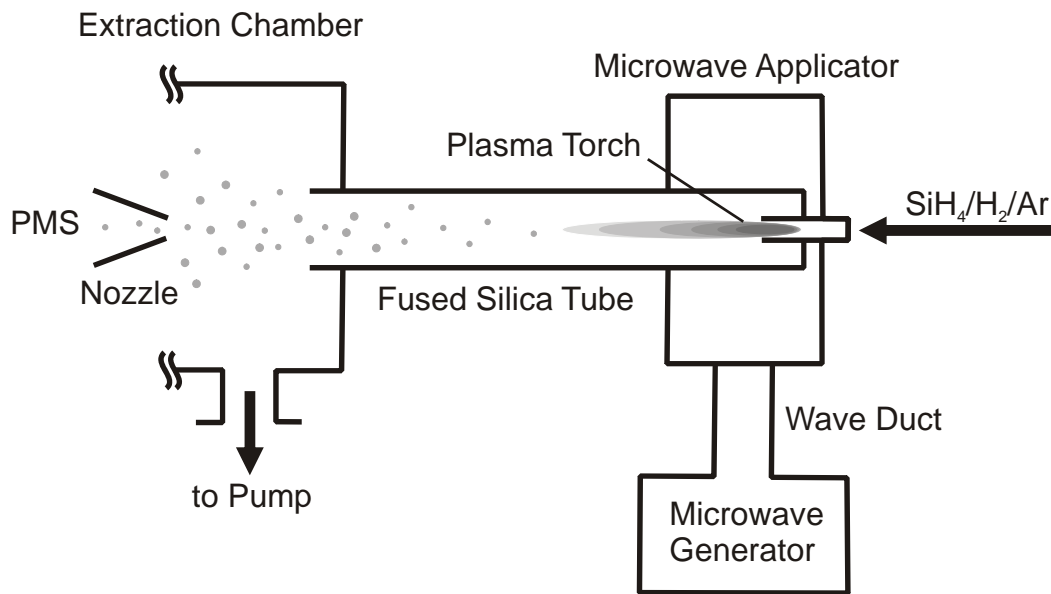 Extraction Chamber
Microwave Applicator
Plasma Torch
SiH₄/H₂/Ar
PMS
Nozzle
Fused Silica Tube
Wave Duct
to Pump
Microwave
Generator